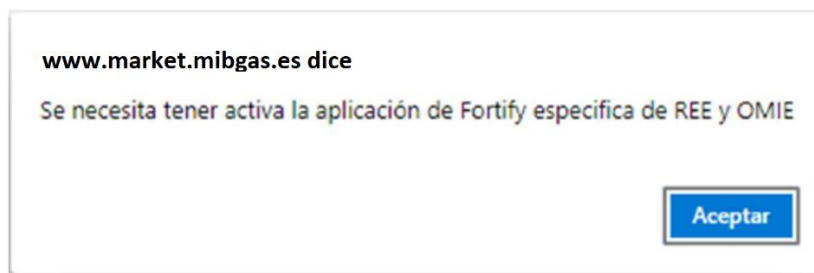 www.market.mibgas.es dice
Se necesita tener activa la aplicación de Fortify especifica de REE y OMIE
Aceptar